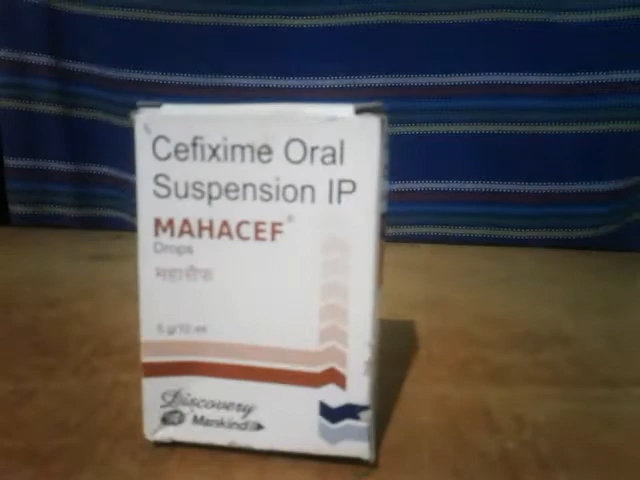 Cefixime Oral
Suspension IP
MAHACEF®
Drops
महासेफ
Discovery
Mankind